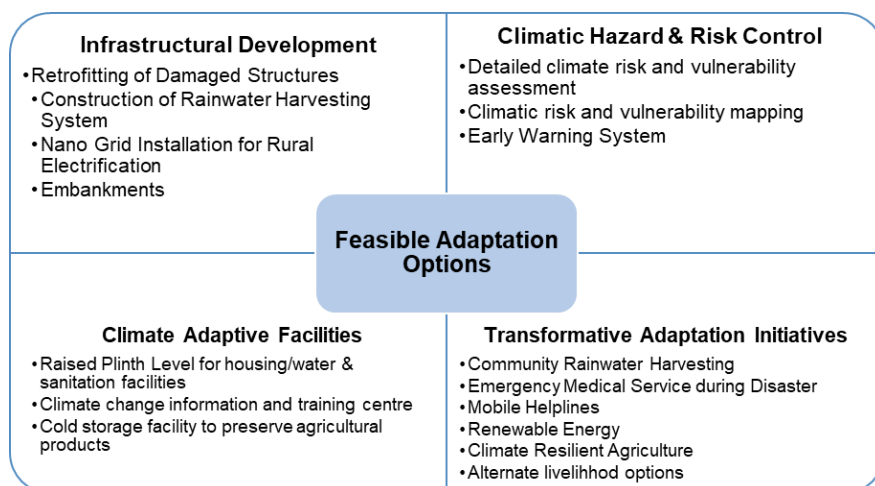 Infrastructural Development
•Retrofitting of Damaged Structures
•Construction of Rainwater Harvesting
System
•Nano Grid Installation for Rural
Electrification
•Embankments
Climatic Hazard & Risk Control
•Detailed climate risk and vulnerability
assessment
•Climatic risk and vulnerability mapping
•Early Warning System
Feasible Adaptation
Options
Climate Adaptive Facilities
•Raised Plinth Level for housing/water &
sanitation facilities
•Climate change information and training centre
•Cold storage facility to preserve agricultural
products
Transformative Adaptation Initiatives
•Community Rainwater Harvesting
•Emergency Medical Service during Disaster
•Mobile Helplines
•Renewable Energy
•Climate Resilient Agriculture
•Alternate livelihhod options